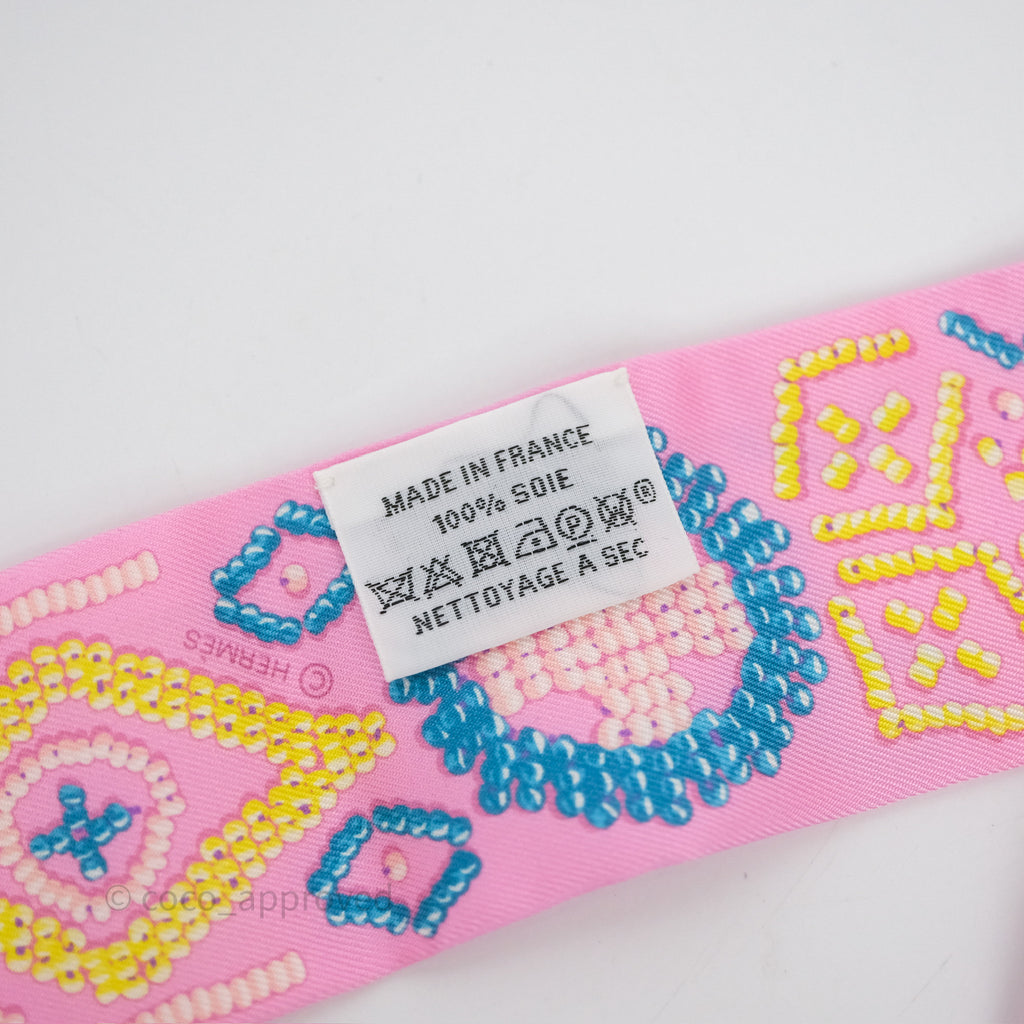 MADE IN FRANCE
100% SOIE
P ®
NETTOYAGE À SEC
© HERMÈS
© coco_approved